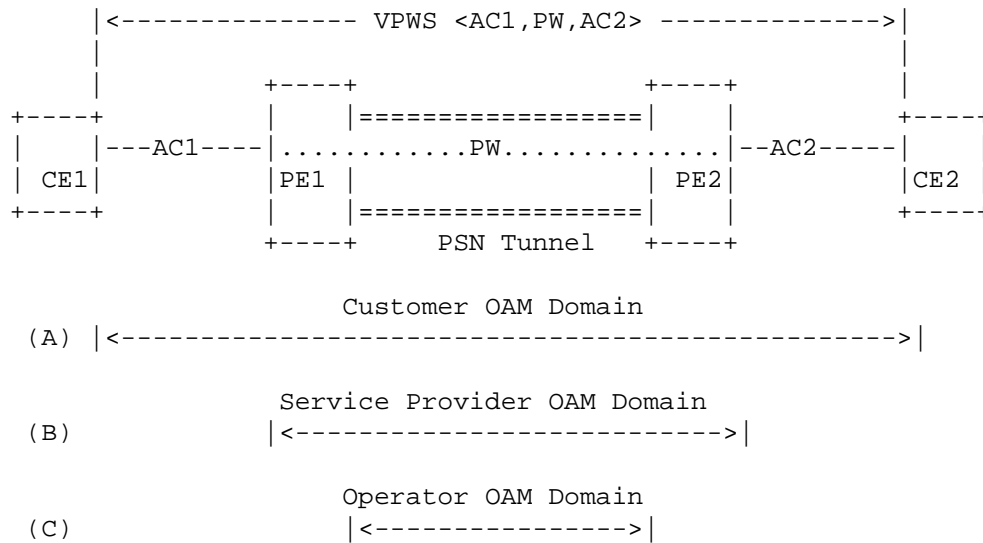 |<--------------- VPWS <AC1,PW,AC2> -------------->|
---AC1---- ............PW.............. --AC2-----
CE1 PE1 PE2 CE2
PSN Tunnel
Customer OAM Domain
(A) |<------------------------------------------------->|
Service Provider OAM Domain
(B) |<--------------------------->|
Operator OAM Domain
(C) |<---------------->|